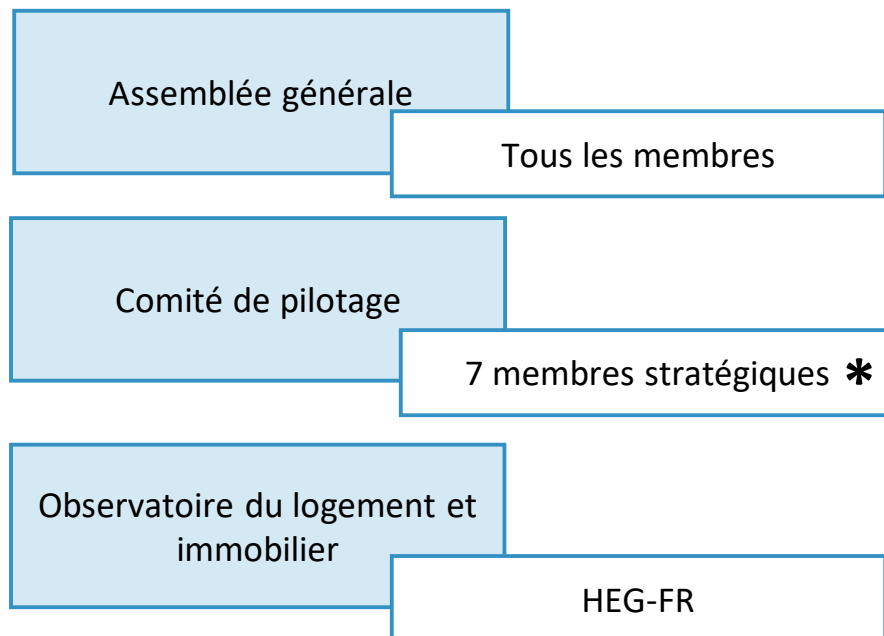 Assemblée générale
Tous les membres
Comité de pilotage
7 membres stratégiques *
Observatoire du logement et
immobilier
HEG-FR